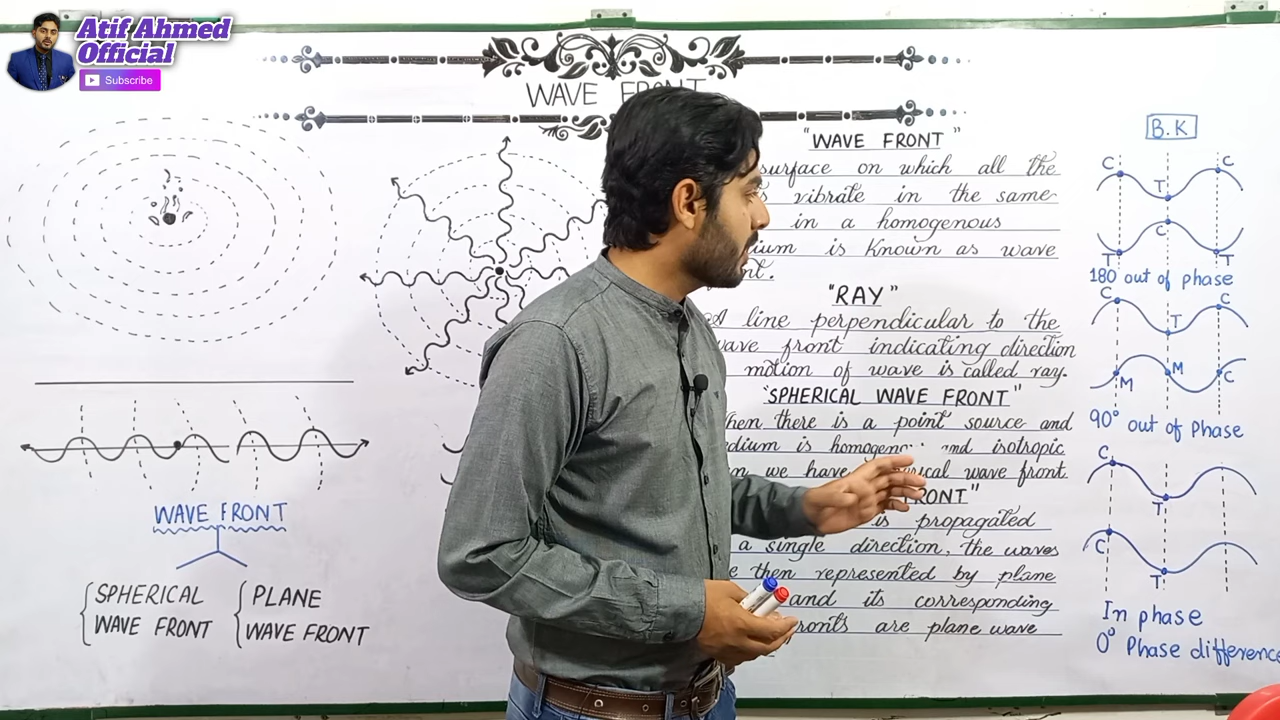 Atif Ahmed
Official
Subscribe
WAVE FRONT
"WAVE FRONT"
surface on which all the
vibrate in the same
in a homogenous
is known as wave
"RAY"
A line perpendicular to the
wave front indicating direction
motion of wave is called ray.
"SPHERICAL WAVE FRONT"
there is a point source and
is and isotropic
we have wave front
FRONT"
is propagated
a single direction, the waves
then represented by plane
and its corresponding
are plane wave
WAVE FRONT
SPHERICAL
WAVE FRONT
PLANE
WAVE FRONT
B.K
C T C
T C T
180 out of phase
C T C
M M C
90° out of Phase
C T
C T
In phase
0° Phase difference